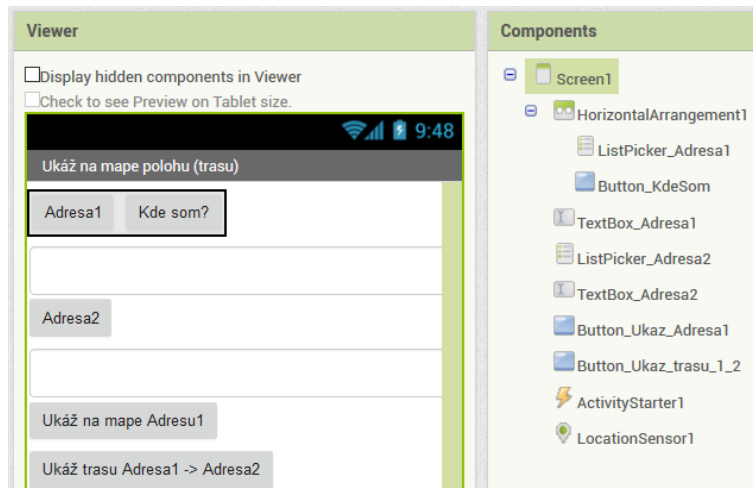 Viewer
Display hidden components in Viewer
Check to see Preview on Tablet size.
9:48
Ukáž na mape polohu (trasu)
Adresa1 Kde som?
Adresa2
Ukáž na mape Adresu1
Ukáž trasu Adresa1 -> Adresa2
Components
Screen1
HorizontalArrangement1
ListPicker_Adresa1
Button_KdeSom
TextBox_Adresa1
ListPicker_Adresa2
TextBox_Adresa2
Button_Ukaz_Adresa1
Button_Ukaz_trasu_1_2
ActivityStarter1
LocationSensor1